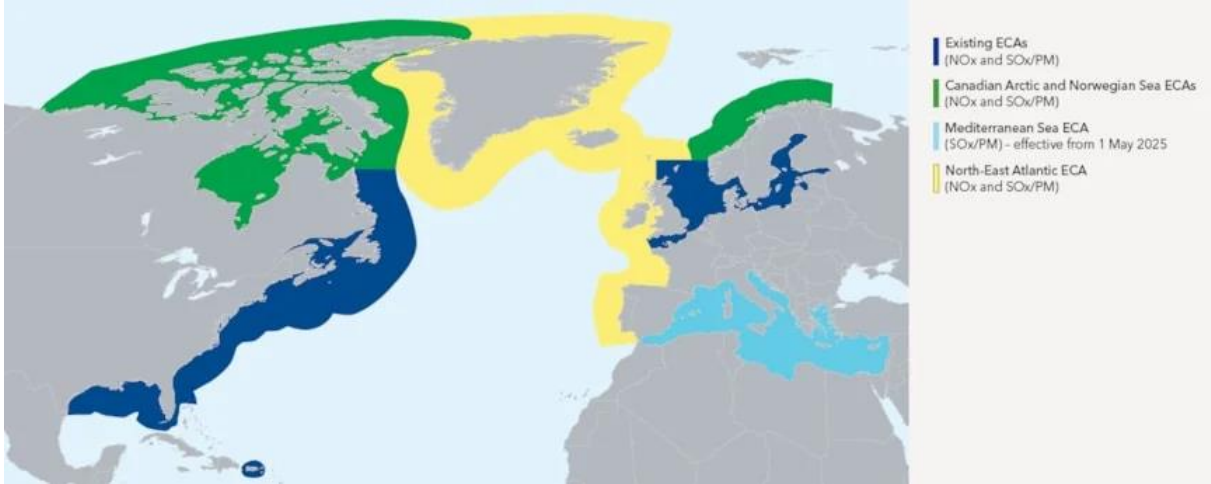 Existing ECAs
(NOx and SOx/PM)
Canadian Arctic and Norwegian Sea ECAs
(NOx and SOx/PM)
Mediterranean Sea ECA
(SOx/PM) – effective from 1 May 2025
North-East Atlantic ECA
(NOx and SOx/PM)